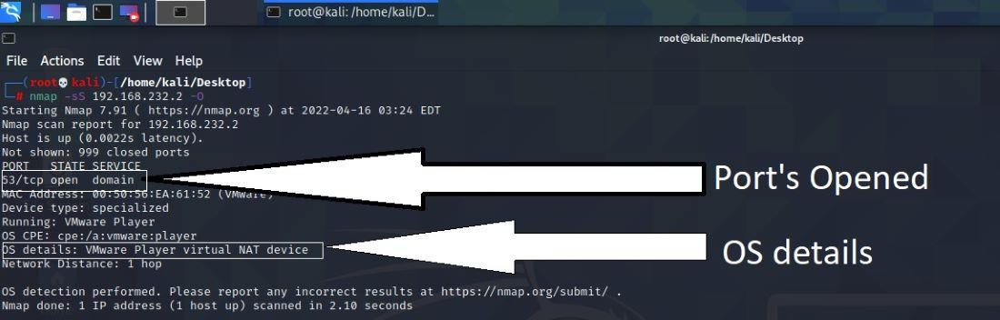 root@kali: /home/kali/D...
root@kali:/home/kali/Desktop
File Actions Edit View Help
(root💀kali)-[/home/kali/Desktop]
# nmap -sS 192.168.232.2 -O
Starting Nmap 7.91 ( https://nmap.org ) at 2022-04-16 03:24 EDT
Nmap scan report for 192.168.232.2
Host is up (0.0022s latency).
Not shown: 999 closed ports
PORT STATE SERVICE
53/tcp open domain
Port's Opened
MAC Address: 00:50:56:EA:61:52 (VMware)
Device type: specialized
Running: VMware Player
OS CPE: cpe:/a:vmware:player
OS details: VMware Player virtual NAT device
OS details
Network Distance: 1 hop
OS detection performed. Please report any incorrect results at https://nmap.org/submit/ .
Nmap done: 1 IP address (1 host up) scanned in 2.10 seconds